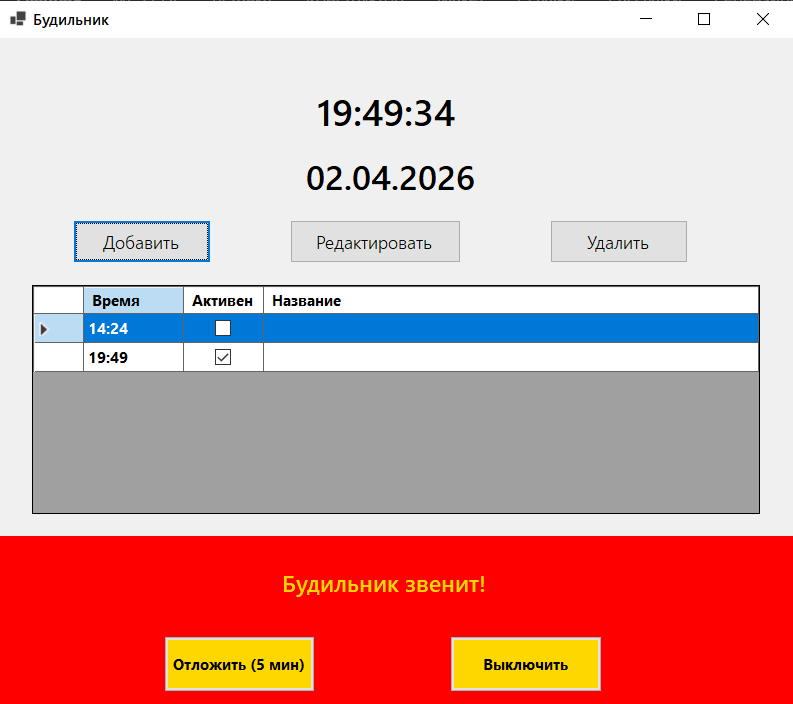 Будильник
19:49:34
02.04.2026
Добавить Редактировать Удалить
Время Активен Название
14:24
19:49
Будильник звенит!
Отложить (5 мин) Выключить